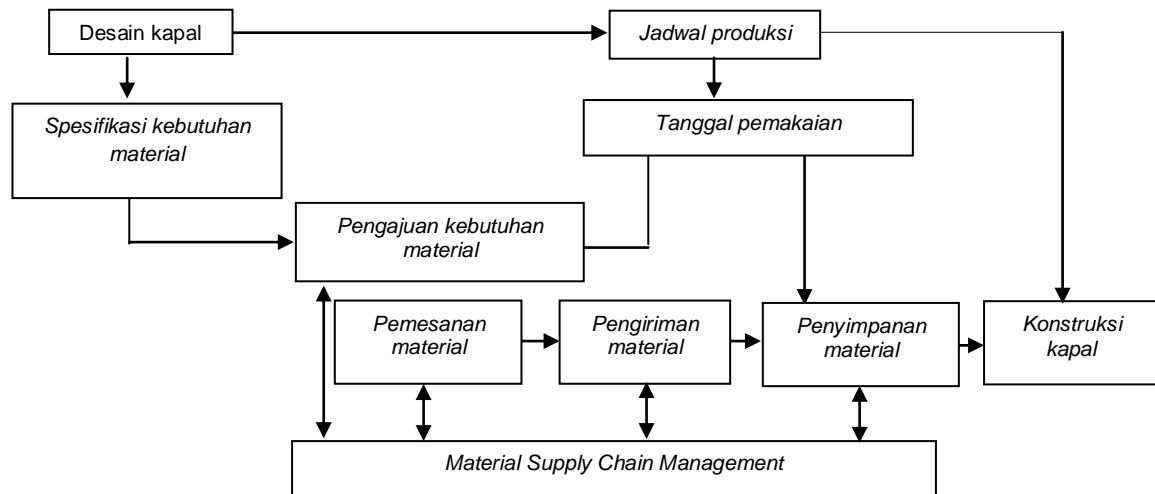 Desain kapal
Jadwal produksi
Spesifikasi kebutuhan
material
Tanggal pemakaian
Pengajuan kebutuhan
material
Pemesanan
material
Pengiriman
material
Penyimpanan
material
Konstruksi
kapal
Material Supply Chain Management